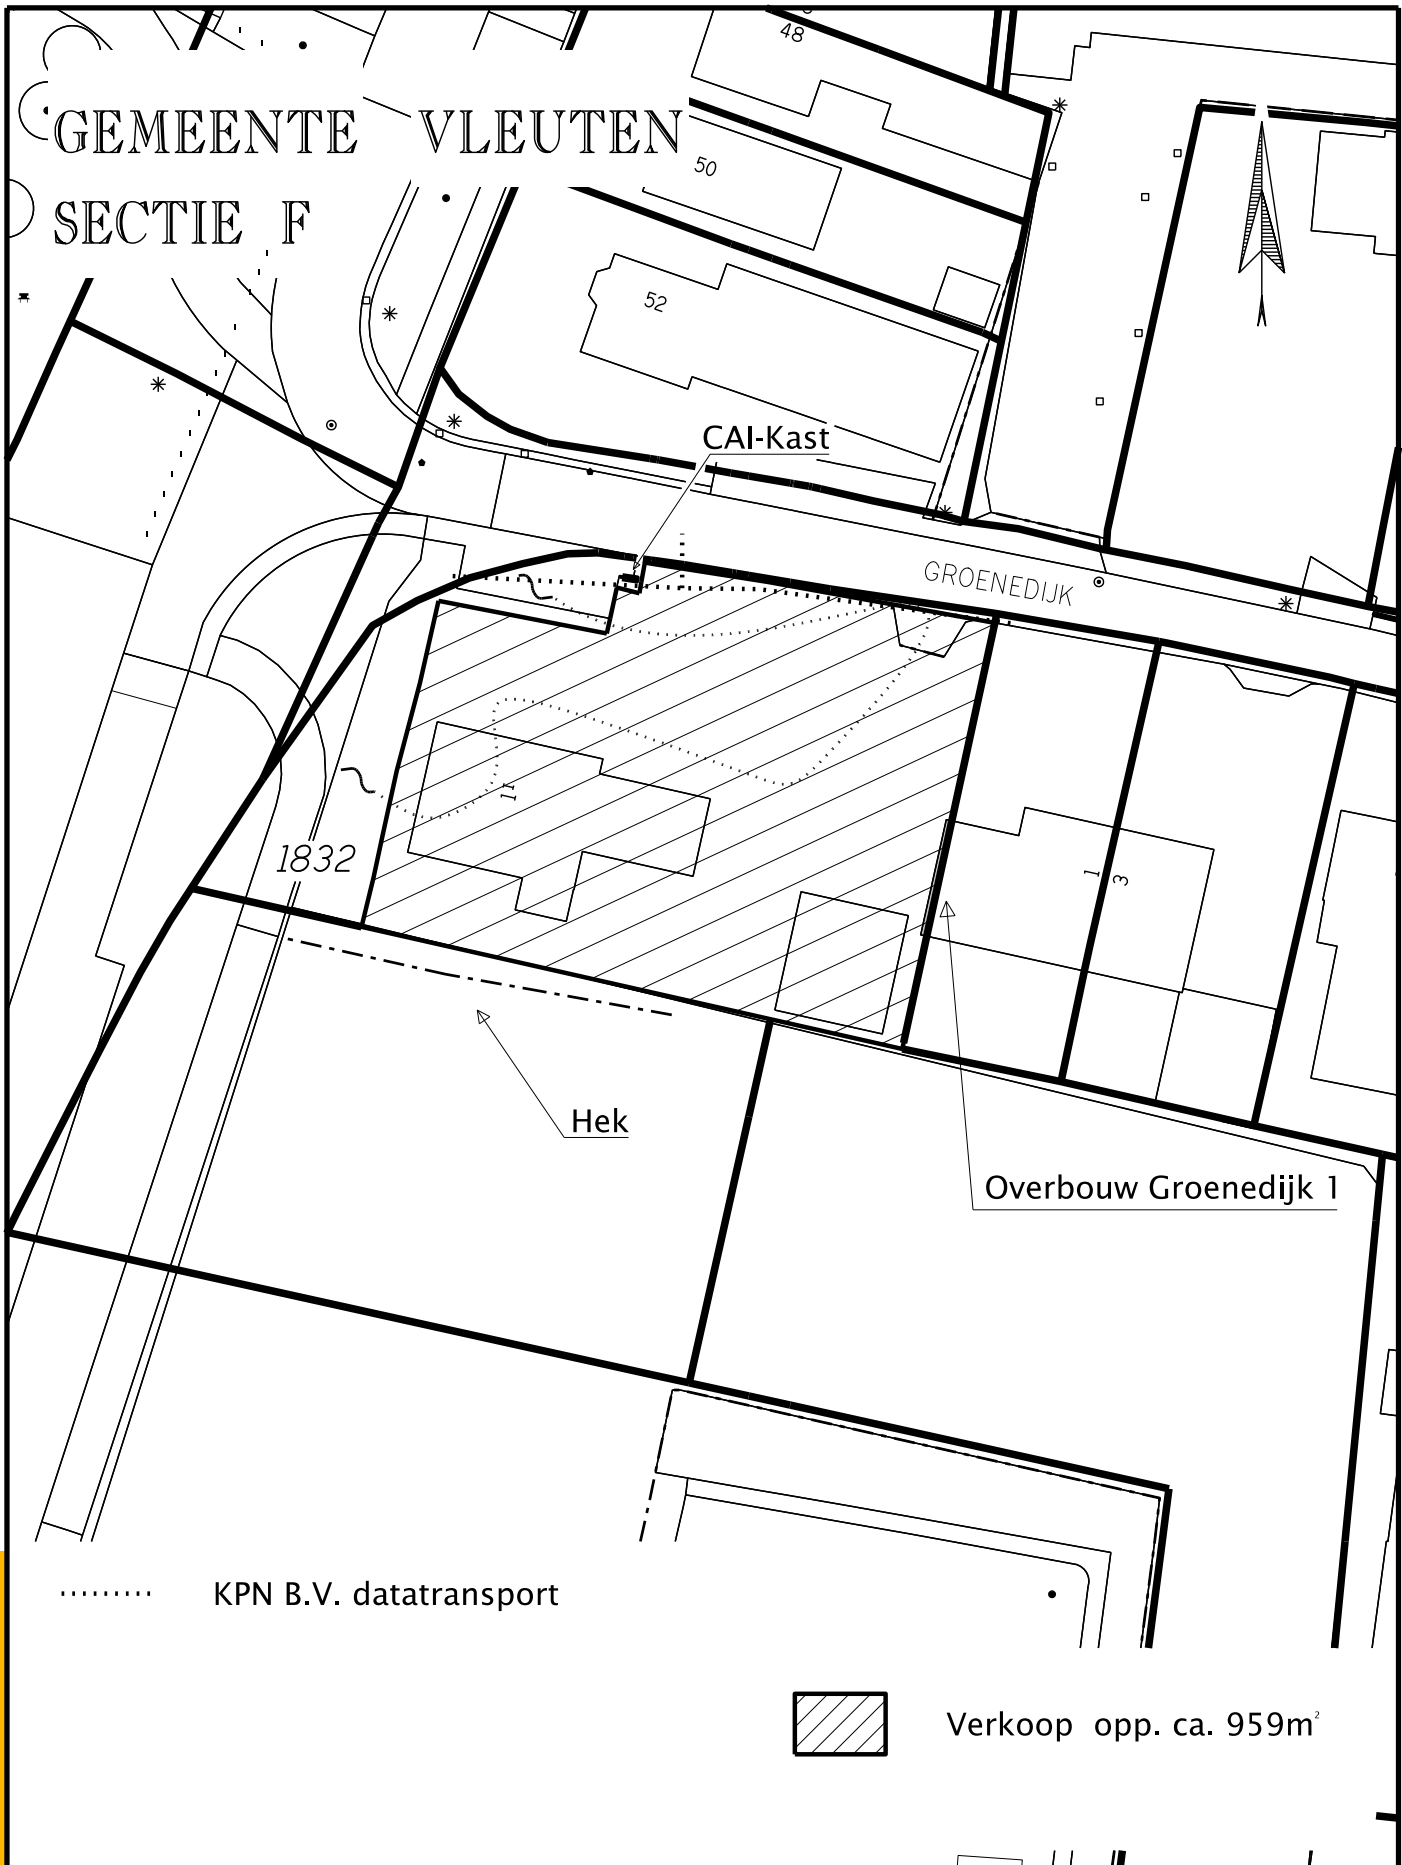 48
GEMEENTE VLEUTEN
50
SECTIE F
52
CAI-Kast
GROENEDIJK
11
1832
1
3
Hek
Overbouw Groenedijk 1
KPN B.V. datatransport
Verkoop opp. ca. 959m²